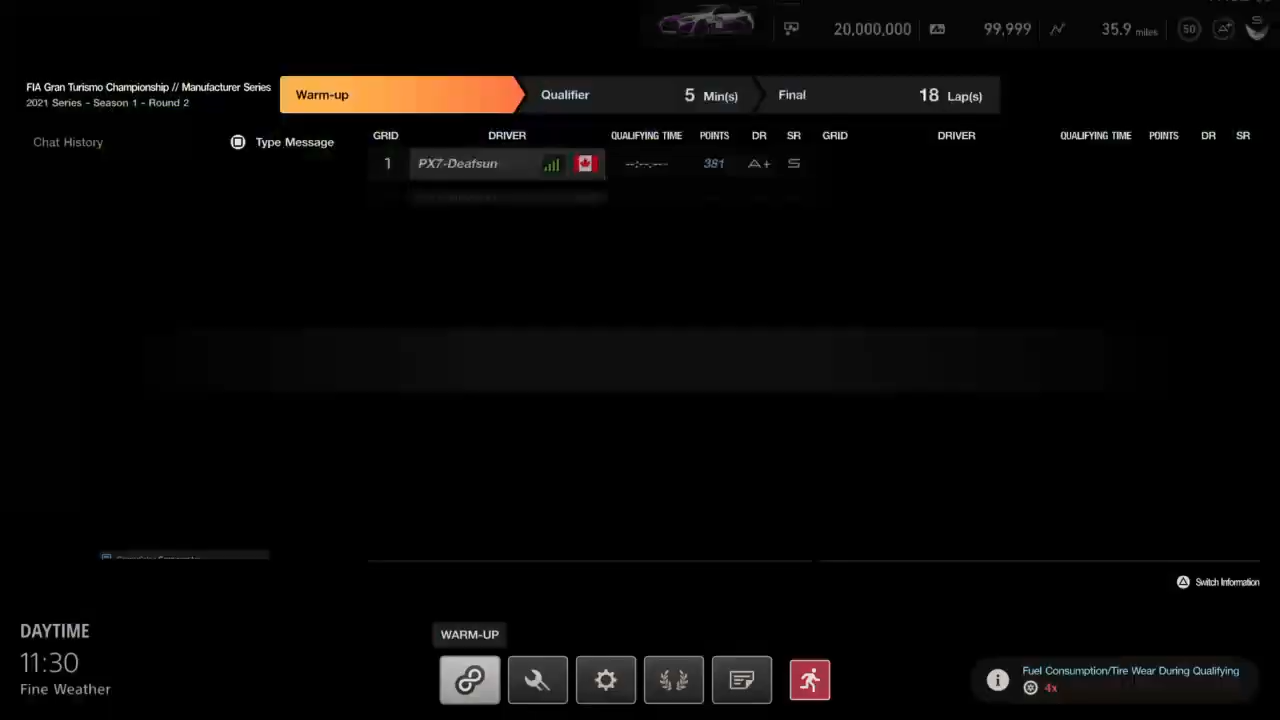 20,000,000 99,999 35.9 miles 50
FIA Gran Turismo Championship // Manufacturer Series
2021 Series - Season 1 - Round 2
Warm-up Qualifier 5 Min(s) Final 18 Lap(s)
Chat History Type Message
GRID DRIVER QUALIFYING TIME POINTS DR SR GRID DRIVER QUALIFYING TIME POINTS DR SR
1 PX7-Deafsun --:--.--- 381 A+ S
Switch Information
DAYTIME
11:30
Fine Weather
WARM-UP
Fuel Consumption/Tire Wear During Qualifying
4x